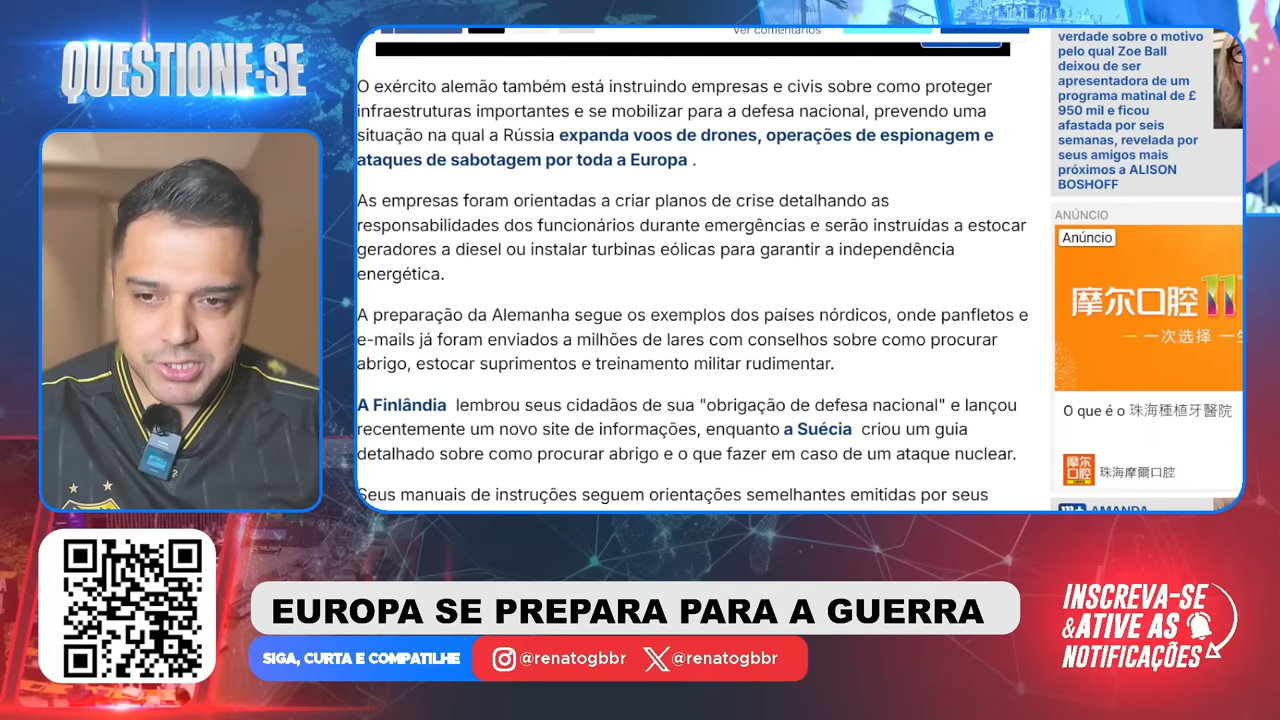 QUESTIONE-SE
Ver comentários
O exército alemão também está instruindo empresas e civis sobre como proteger
infraestruturas importantes e se mobilizar para a defesa nacional, prevendo uma
situação na qual a Rússia expanda voos de drones, operações de espionagem e
ataques de sabotagem por toda a Europa .
As empresas foram orientadas a criar planos de crise detalhando as
responsabilidades dos funcionários durante emergências e serão instruídas a estocar
geradores a diesel ou instalar turbinas eólicas para garantir a independência
energética.
A preparação da Alemanha segue os exemplos dos países nórdicos, onde panfletos e
e-mails já foram enviados a milhões de lares com conselhos sobre como procurar
abrigo, estocar suprimentos e treinamento militar rudimentar.
A Finlândia lembrou seus cidadãos de sua "obrigação de defesa nacional" e lançou
recentemente um novo site de informações, enquanto a Suécia criou um guia
detalhado sobre como procurar abrigo e o que fazer em caso de um ataque nuclear.
Seus manuais de instruções seguem orientações semelhantes emitidas por seus
verdade sobre o motivo
pelo qual Zoe Ball
deixou de ser
apresentadora de um
programa matinal de £
950 mil e ficou
afastada por seis
semanas, revelada por
seus amigos mais
próximos a ALISON
BOSHOFF
ANÚNCIO
Anúncio
摩尔口腔 11
一次选择 一
O que é o 珠海種植牙醫院
摩尔
口腔
珠海摩爾口腔
AMANDA
EUROPA SE PREPARA PARA A GUERRA
SIGA, CURTA E COMPATILHE
@renatogbbr
@renatogbbr
INSCREVA-SE
&ATIVE AS
NOTIFICAÇÕES